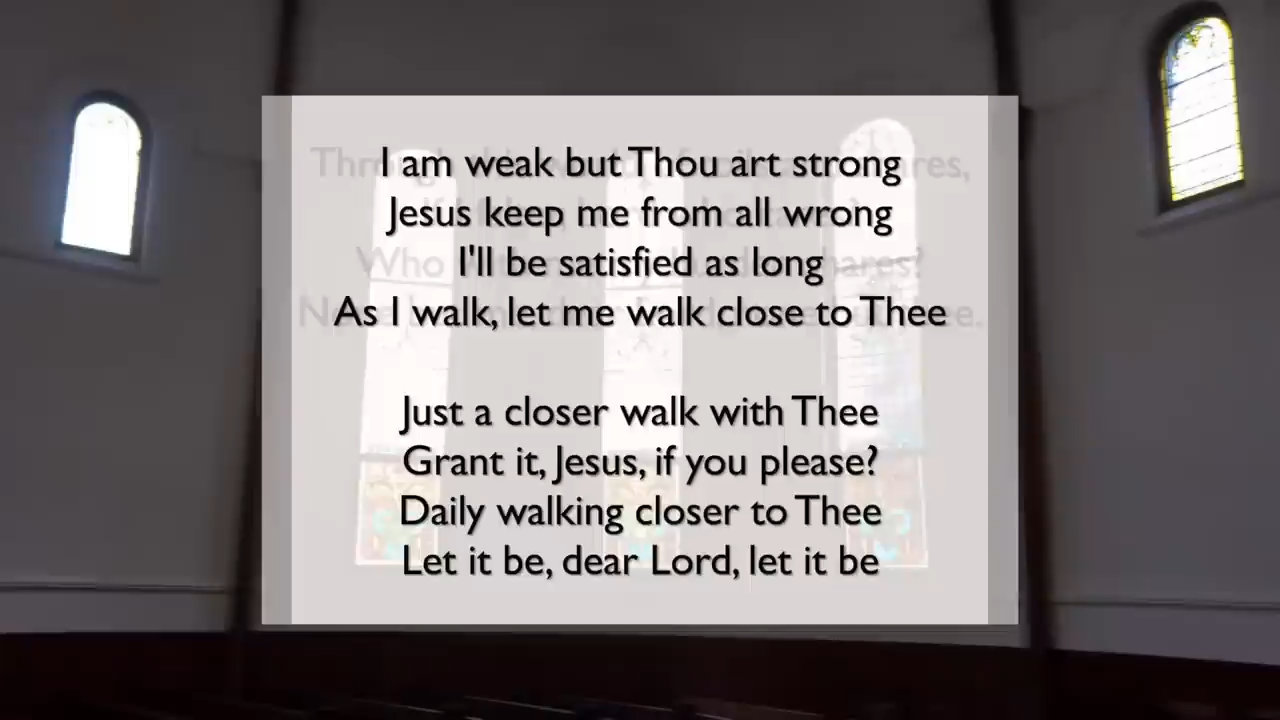 I am weak but Thou art strong
Jesus keep me from all wrong
I'll be satisfied as long
As I walk, let me walk close to Thee
Just a closer walk with Thee
Grant it, Jesus, if you please?
Daily walking closer to Thee
Let it be, dear Lord, let it be